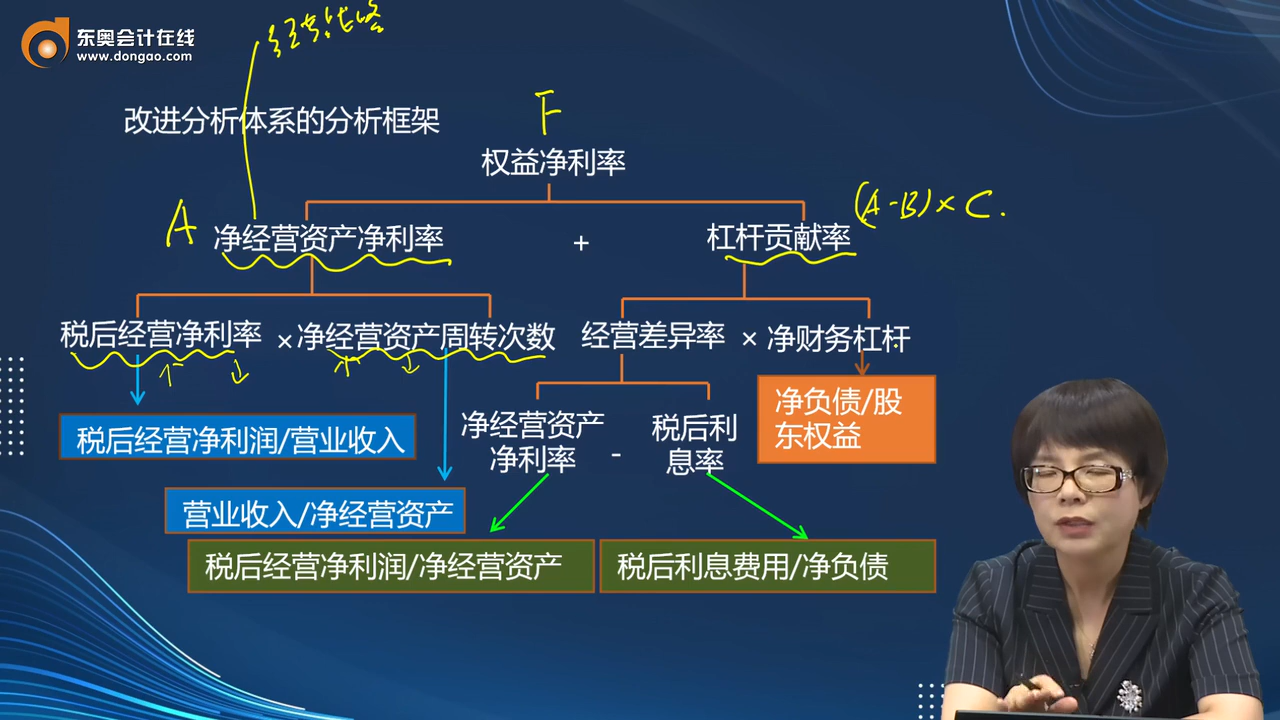 东奥会计在线
www.dongao.com
改进分析体系的分析框架
F
权益净利率
A
净经营资产净利率
+
杠杆贡献率
(A-B)×C.
税后经营净利率 × 净经营资产周转次数
经营差异率 × 净财务杠杆
净负债/股
东权益
税后经营净利润/营业收入
净经营资产
净利率
-
税后利
息率
营业收入/净经营资产
税后经营净利润/净经营资产
税后利息费用/净负债